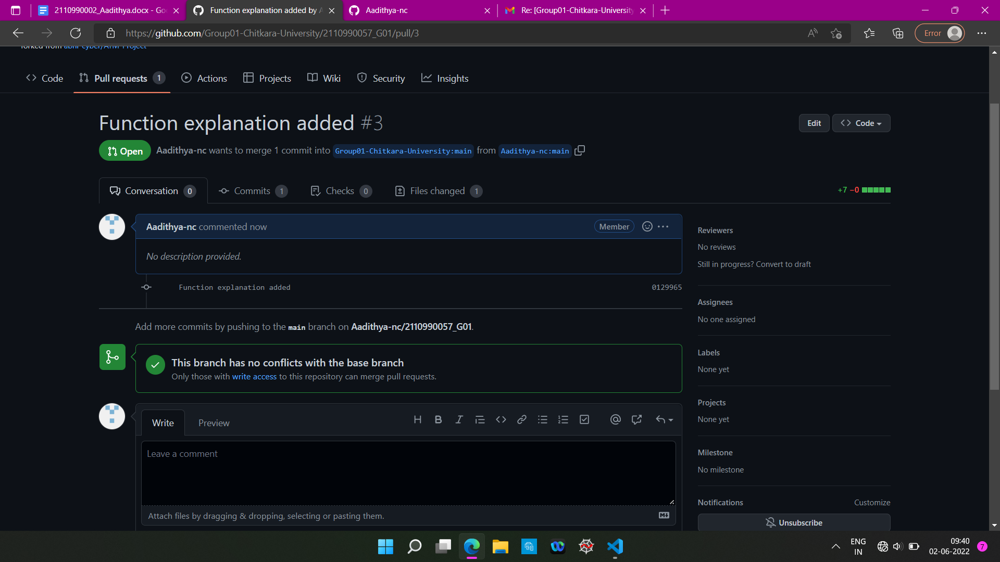 2110990002_Aadithya.docx - Go
Function explanation added by A
Aadithya-nc
Re: [Group01-Chitkara-University
https://github.com/Group01-Chitkara-University/2110990057_G01/pull/3
Error
forked from abhi-cyber/ATM-Project
Code
Pull requests 1
Actions
Projects
Wiki
Security
Insights
Function explanation added #3
Edit
Code
Open
Aadithya-nc wants to merge 1 commit into Group01-Chitkara-University:main from Aadithya-nc:main
Conversation 0
Commits 1
Checks 0
Files changed 1
+7 −0
Aadithya-nc commented now
Member
No description provided.
Function explanation added
0129965
Add more commits by pushing to the main branch on Aadithya-nc/2110990057_G01.
This branch has no conflicts with the base branch
Only those with write access to this repository can merge pull requests.
Write
Preview
Leave a comment
Attach files by dragging & dropping, selecting or pasting them.
Reviewers
No reviews
Still in progress? Convert to draft
Assignees
No one assigned
Labels
None yet
Projects
None yet
Milestone
No milestone
Notifications
Customize
Unsubscribe
ENG
IN
09:40
02-06-2022
7